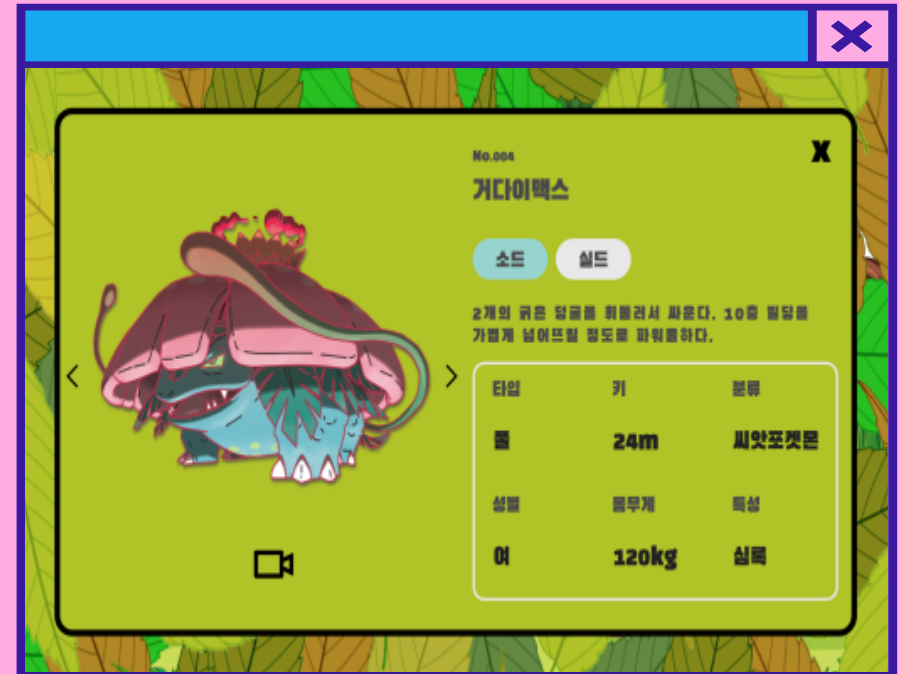 X
No.004
거다이맥스
소드 실드
2개의 굵은 덩굴을 휘둘러서 싸운다. 10층 빌딩을
가볍게 넘어뜨릴 정도로 파워풀하다.
타입 키 분류
풀 24m 씨앗포켓몬
성별 몸무게 특성
여 120kg 심록